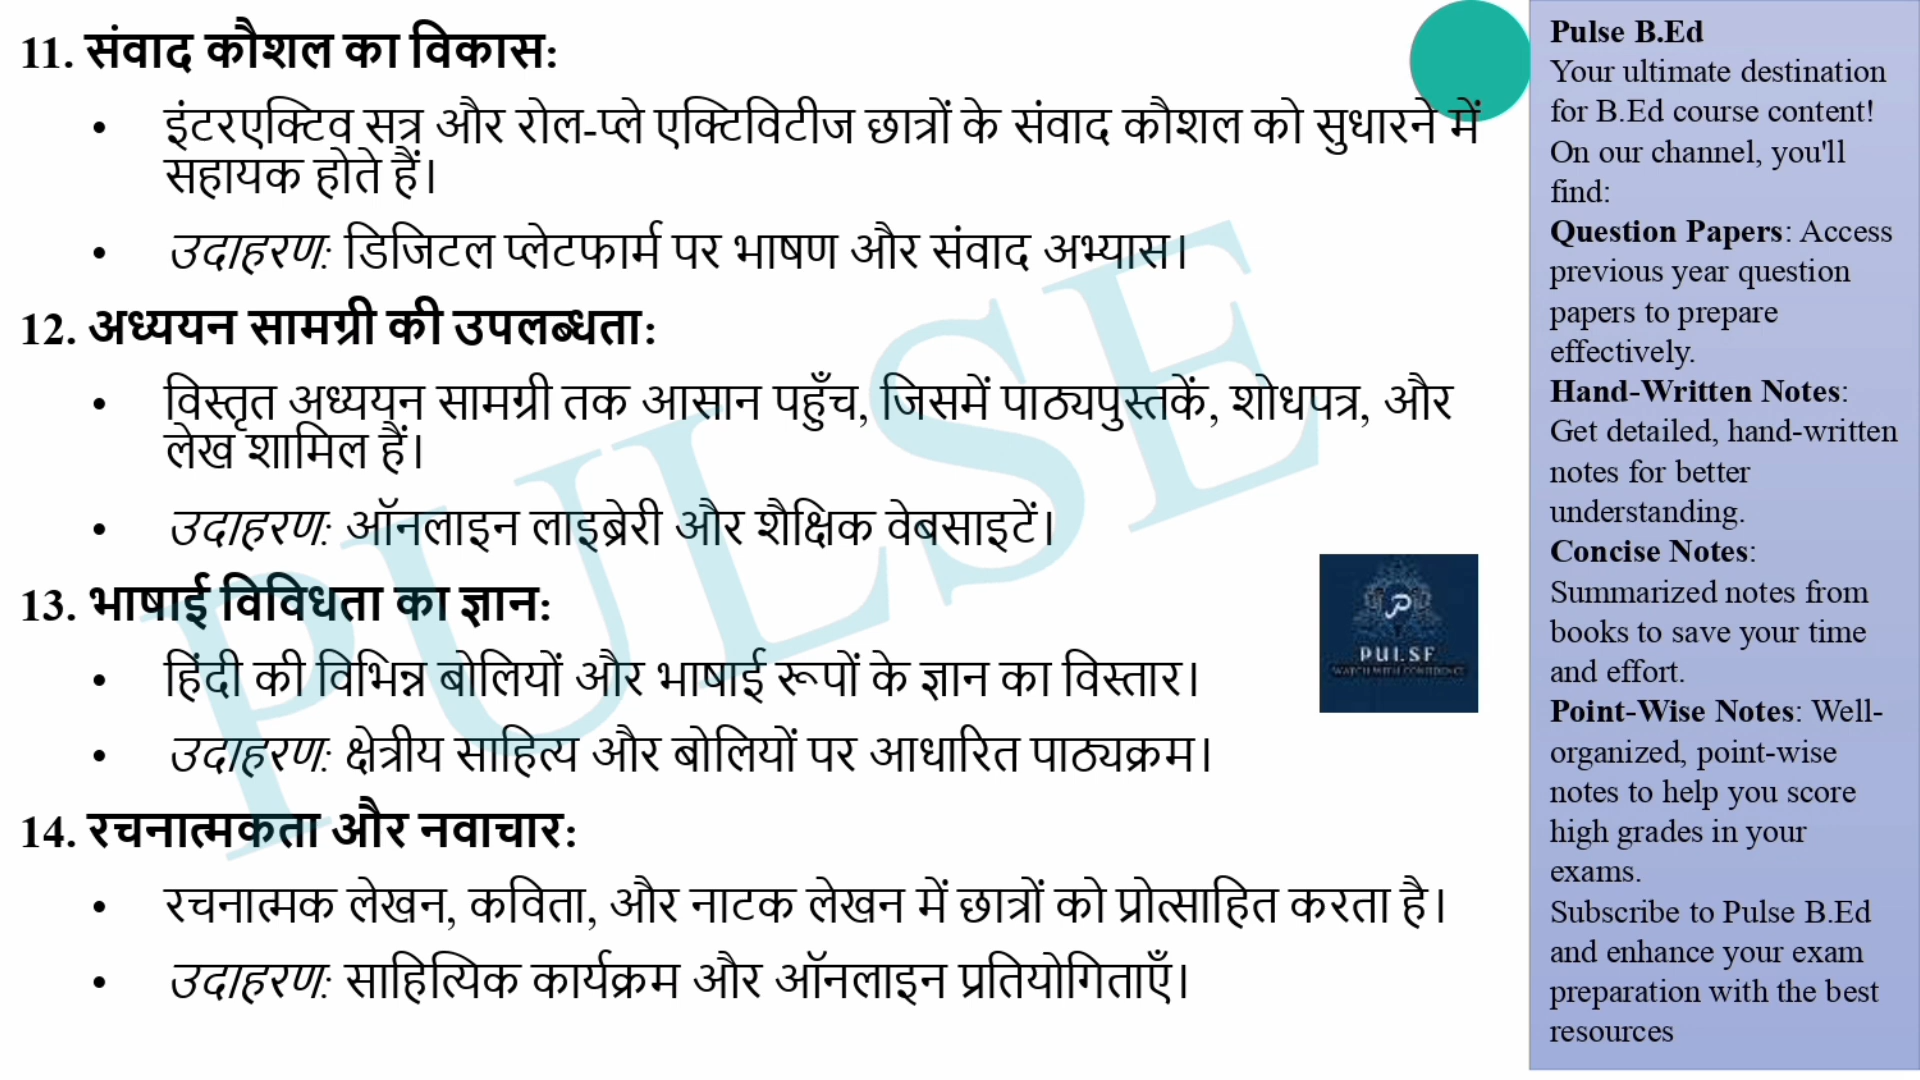 11. संवाद कौशल का विकास:
• इंटरएक्टिव सत्र और रोल-प्ले एक्टिविटीज छात्रों के संवाद कौशल को सुधारने में
सहायक होते हैं।
• उदाहरण: डिजिटल प्लेटफार्म पर भाषण और संवाद अभ्यास।
12. अध्ययन सामग्री की उपलब्धता:
• विस्तृत अध्ययन सामग्री तक आसान पहुँच, जिसमें पाठ्यपुस्तकें, शोधपत्र, और
लेख शामिल हैं।
• उदाहरण: ऑनलाइन लाइब्रेरी और शैक्षिक वेबसाइटें।
13. भाषाई विविधता का ज्ञान:
• हिंदी की विभिन्न बोलियों और भाषाई रूपों के ज्ञान का विस्तार।
• उदाहरण: क्षेत्रीय साहित्य और बोलियों पर आधारित पाठ्यक्रम।
14. रचनात्मकता और नवाचार:
• रचनात्मक लेखन, कविता, और नाटक लेखन में छात्रों को प्रोत्साहित करता है।
• उदाहरण: साहित्यिक कार्यक्रम और ऑनलाइन प्रतियोगिताएँ।
PULSE
PULSE
WATCH WITH CONFIDENCE
Pulse B.Ed
Your ultimate destination
for B.Ed course content!
On our channel, you'll
find:
Question Papers: Access
previous year question
papers to prepare
effectively.
Hand-Written Notes:
Get detailed, hand-written
notes for better
understanding.
Concise Notes:
Summarized notes from
books to save your time
and effort.
Point-Wise Notes: Well-
organized, point-wise
notes to help you score
high grades in your
exams.
Subscribe to Pulse B.Ed
and enhance your exam
preparation with the best
resources